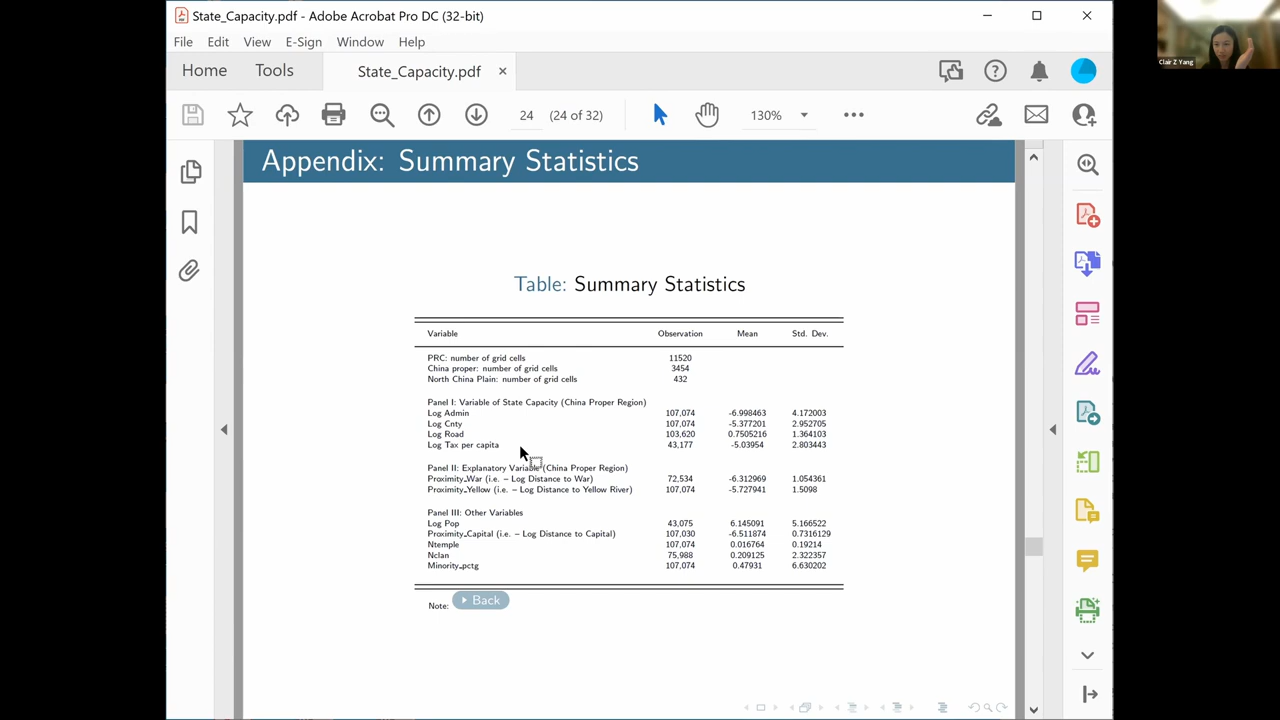 State_Capacity.pdf - Adobe Acrobat Pro DC (32-bit)
File Edit View E-Sign Window Help
Home Tools State_Capacity.pdf ×
24 (24 of 32) 130%
Clair Z Yang
Appendix: Summary Statistics
Table: Summary Statistics
Variable Observation Mean Std. Dev.
PRC: number of grid cells 11520
China proper: number of grid cells 3454
North China Plain: number of grid cells 432
Panel I: Variable of State Capacity (China Proper Region)
Log Admin 107,074 -6.998463 4.172003
Log Cnty 107,074 -5.377201 2.952705
Log Road 103,620 0.7505216 1.364103
Log Tax per capita 43,177 -5.03954 2.803443
Panel II: Explanatory Variable (China Proper Region)
Proximity_War (i.e. – Log Distance to War) 72,534 -6.312969 1.054361
Proximity_Yellow (i.e. – Log Distance to Yellow River) 107,074 -5.727941 1.5098
Panel III: Other Variables
Log Pop 43,075 6.145091 5.166522
Proximity_Capital (i.e. – Log Distance to Capital) 107,030 -6.511874 0.7316129
Ntemple 107,074 0.016764 0.19214
Nclan 75,988 0.209125 2.322357
Minority_pctg 107,074 0.47931 6.630202
Note: Back